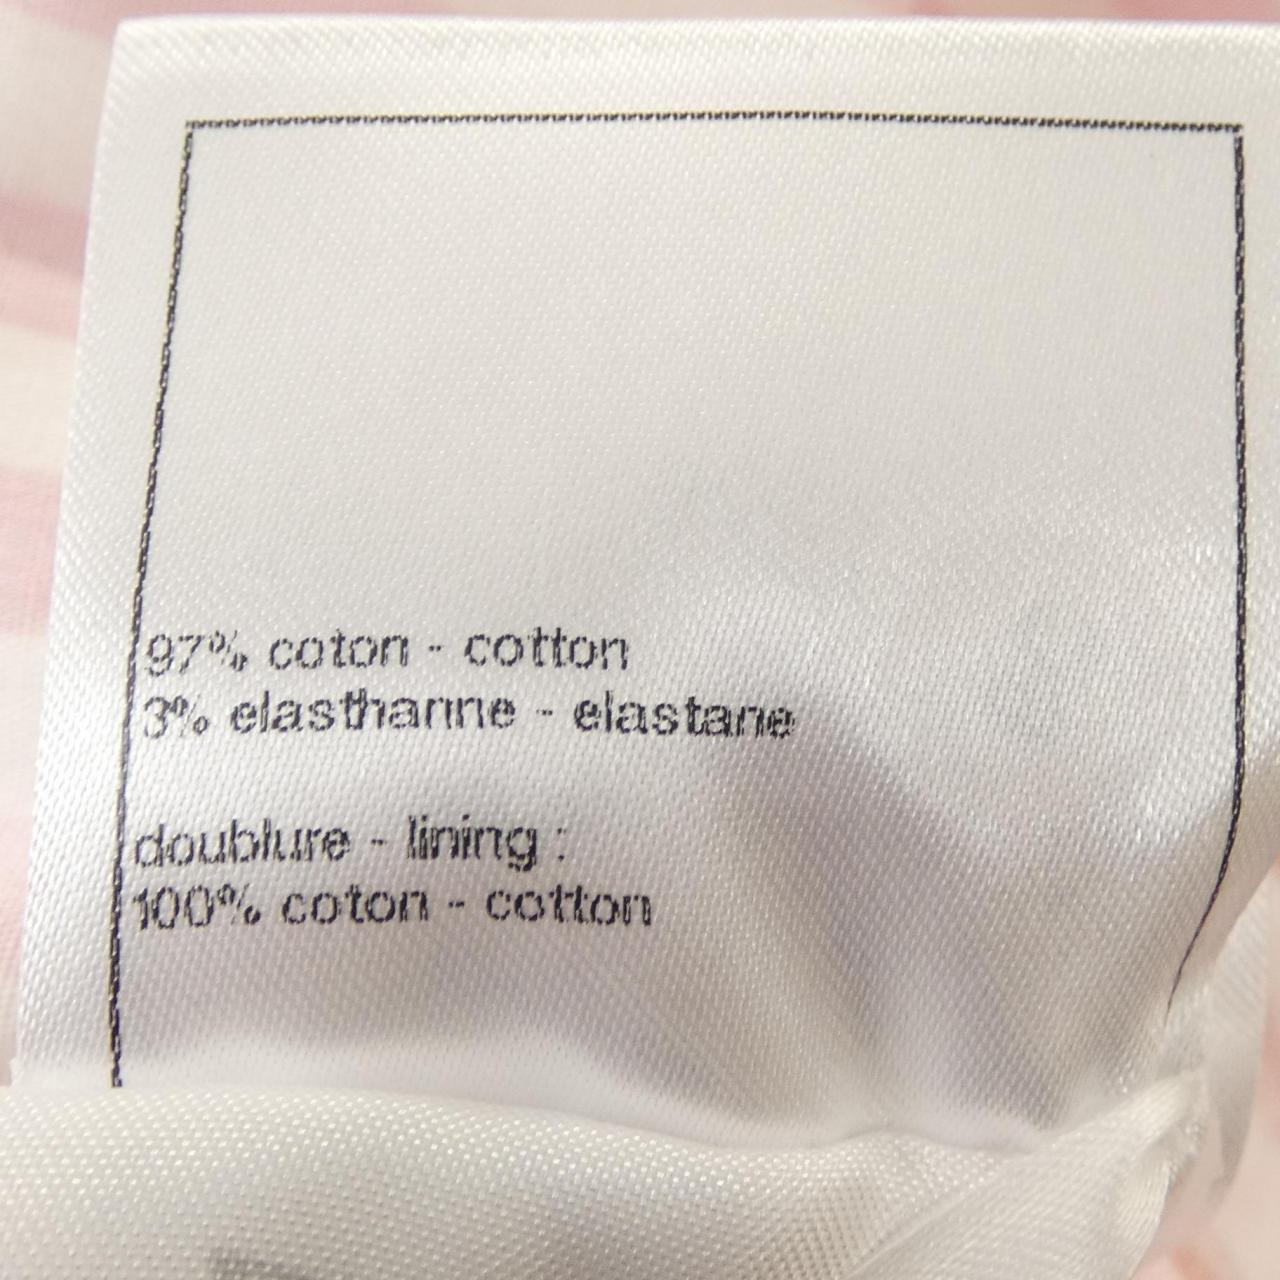 97% coton - cotton
3% elasthanne - elastane
doublure - lining :
100% coton - cotton